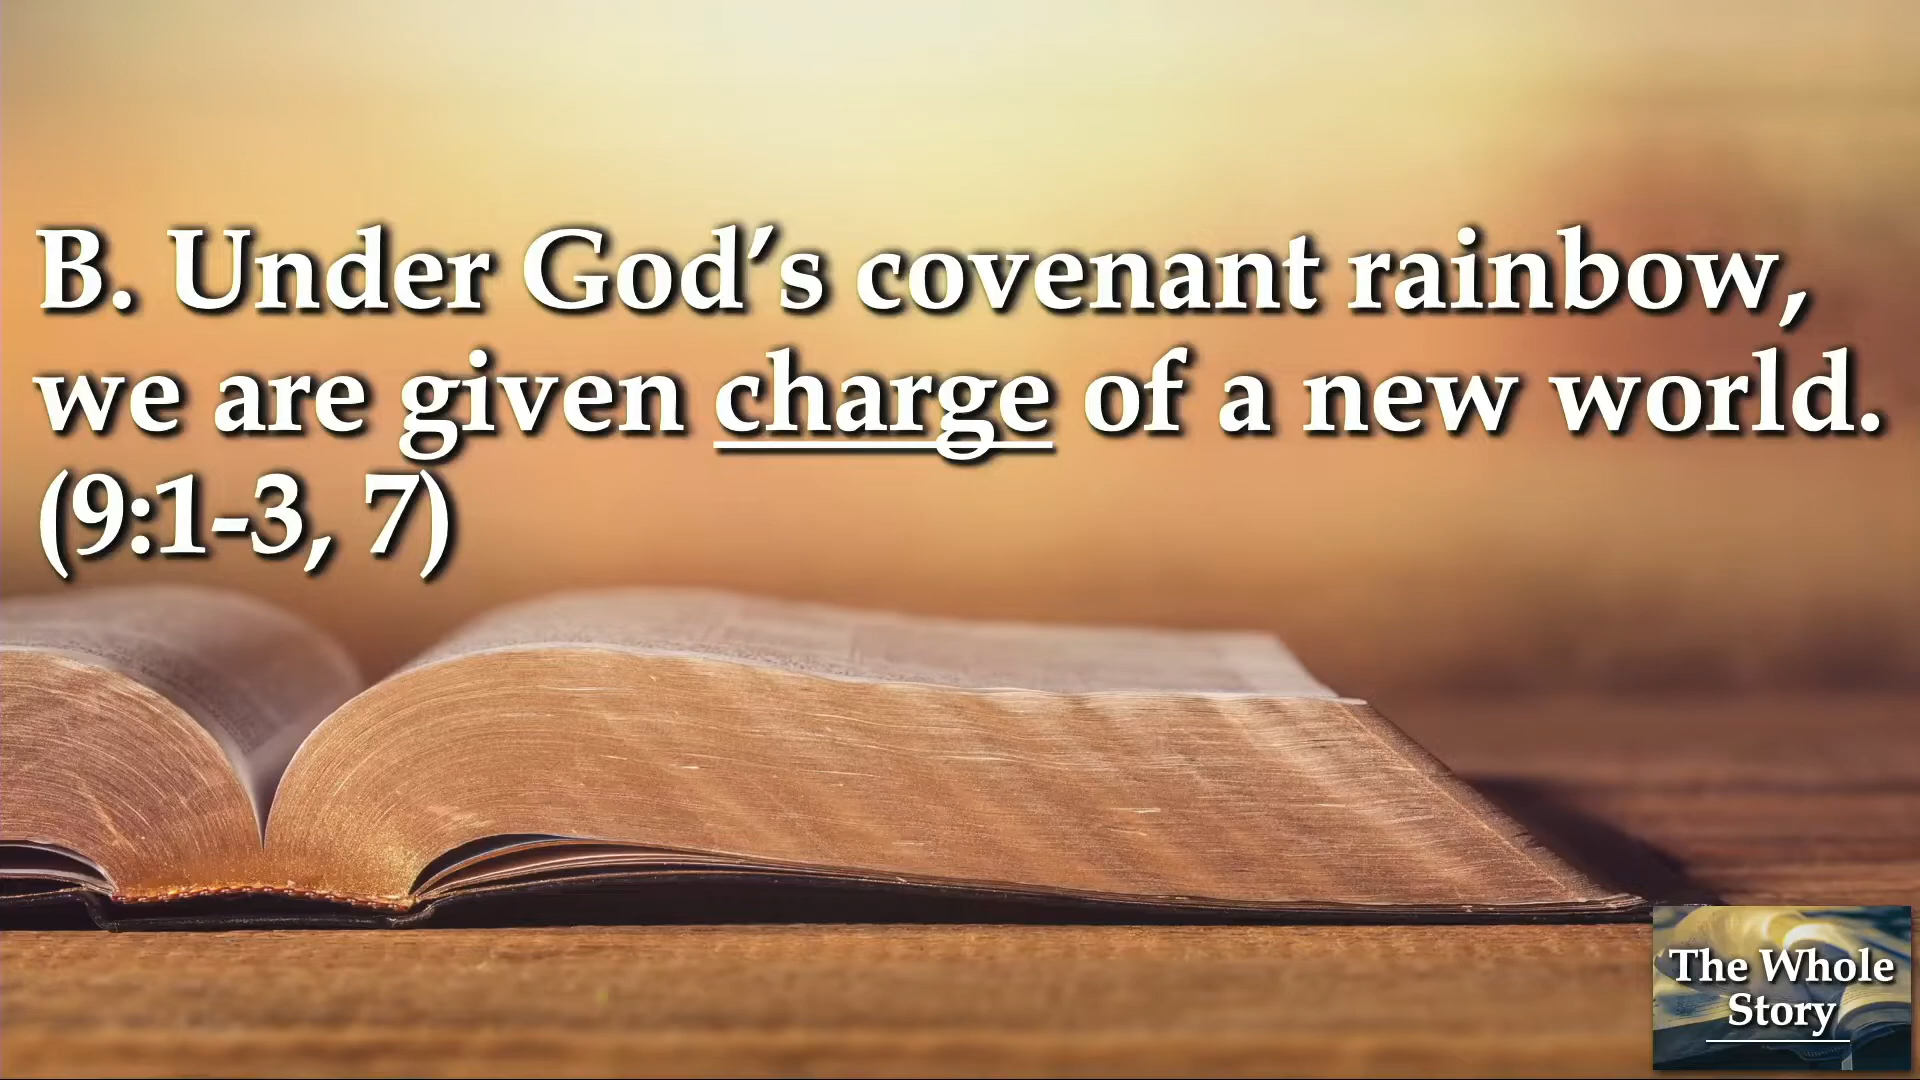 B. Under God’s covenant rainbow,
we are given charge of a new world.
(9:1-3, 7)
The Whole
Story